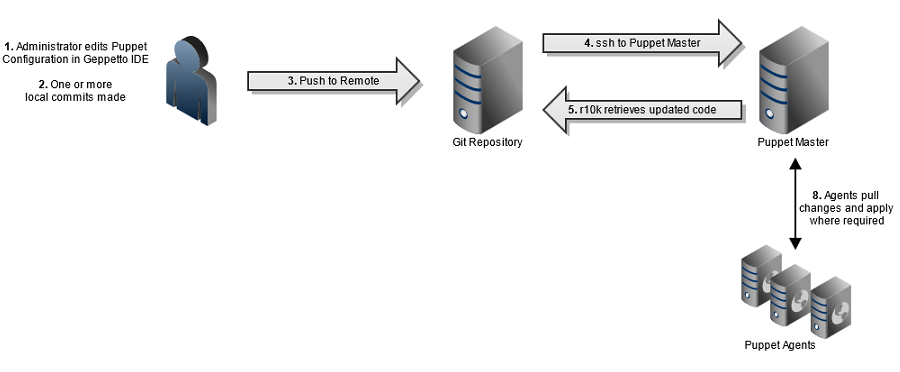 1. Administrator edits Puppet
Configuration in Geppetto IDE
2. One or more
local commits made
3. Push to Remote
4. ssh to Puppet Master
5. r10k retrieves updated code
Git Repository
Puppet Master
8. Agents pull
changes and apply
where required
Puppet Agents